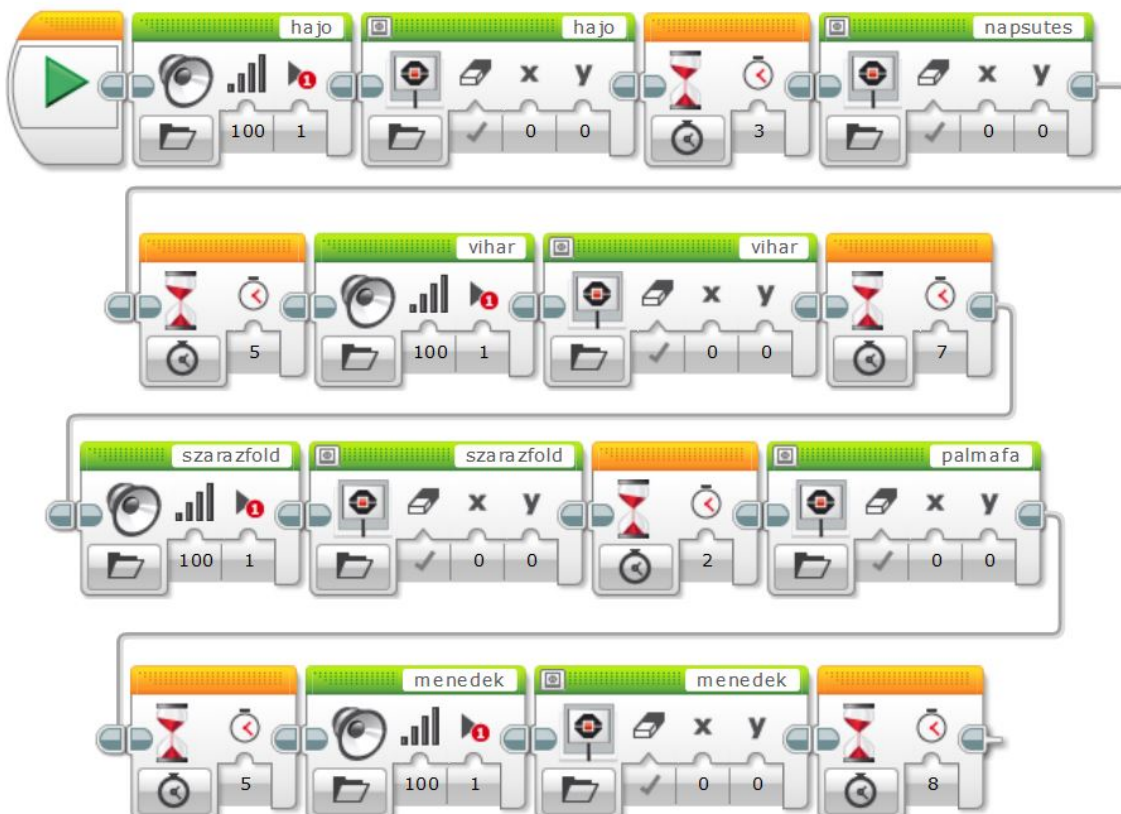 hajo hajo napsutes
x y x y
100 1 0 0 3 0 0
vihar vihar
x y
5 100 1 0 0 7
szarazfold szarazfold palmafa
x y x y
100 1 0 0 2 0 0
menedek menedek
x y
5 100 1 0 0 8